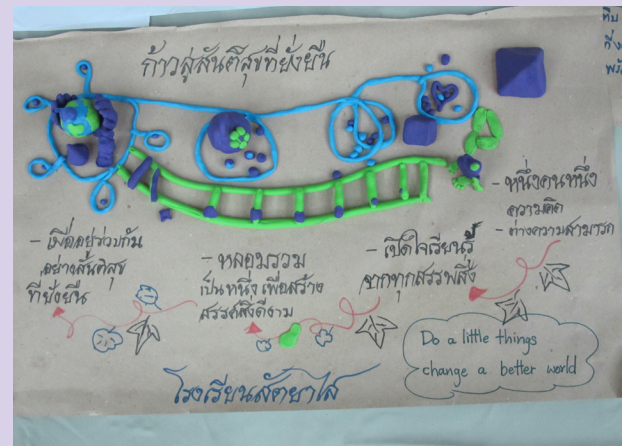 ก้าวสู่สันติสุขที่ยั่งยืน
- เพื่ออยู่ร่วมกัน
อย่างสันติสุข
ที่ยั่งยืน
- หลอมรวม
เป็นหนึ่ง เพื่อสร้าง
สรรค์สิ่งดีงาม
- เปิดใจเรียนรู้
จากทุกสรรพสิ่ง
- หนึ่งคนหนึ่ง
ความคิด
- ต่างความสามารถ
Do a little things
change a better world
โรงเรียนสัตยาไส